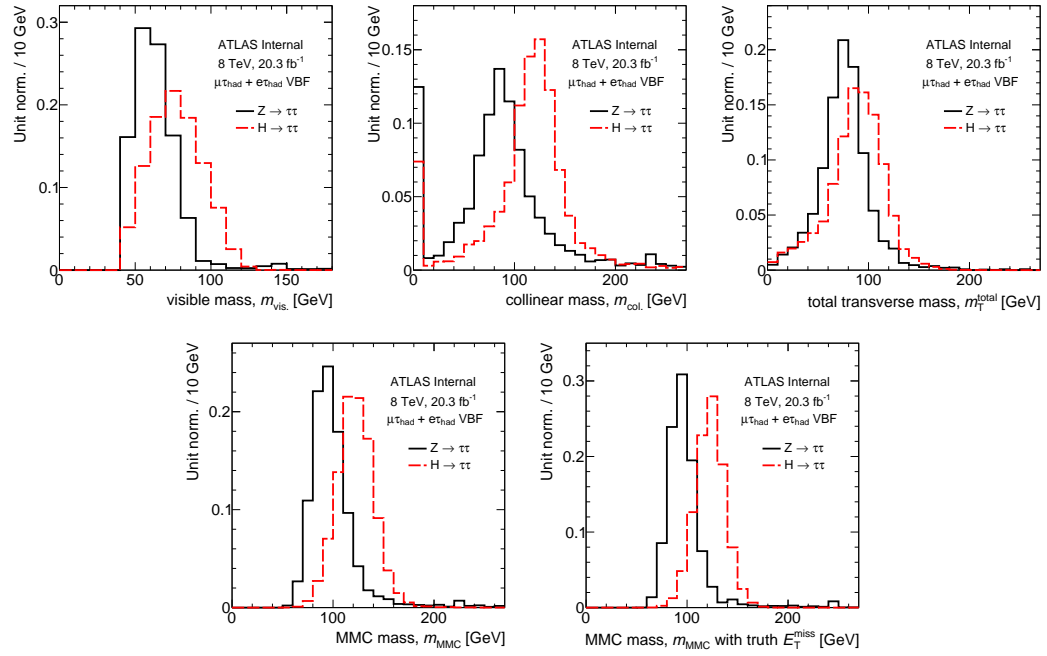 Unit norm. / 10 GeV
0.3
0.2
0.1
0
ATLAS Internal
8 TeV, 20.3 fb⁻¹
μτhad + eτhad VBF
Z → ττ
H → ττ
0 50 100 150
visible mass, mvis. [GeV]
Unit norm. / 10 GeV
0.15
0.1
0.05
0
ATLAS Internal
8 TeV, 20.3 fb⁻¹
μτhad + eτhad VBF
Z → ττ
H → ττ
0 100 200
collinear mass, mcol. [GeV]
Unit norm. / 10 GeV
0.2
0.15
0.1
0.05
0
ATLAS Internal
8 TeV, 20.3 fb⁻¹
μτhad + eτhad VBF
Z → ττ
H → ττ
0 100 200
total transverse mass, mTtotal [GeV]
Unit norm. / 10 GeV
0.2
0.1
0
ATLAS Internal
8 TeV, 20.3 fb⁻¹
μτhad + eτhad VBF
Z → ττ
H → ττ
0 100 200
MMC mass, mMMC [GeV]
Unit norm. / 10 GeV
0.3
0.2
0.1
0
ATLAS Internal
8 TeV, 20.3 fb⁻¹
μτhad + eτhad VBF
Z → ττ
H → ττ
0 100 200
MMC mass, mMMC with truth ETmiss [GeV]